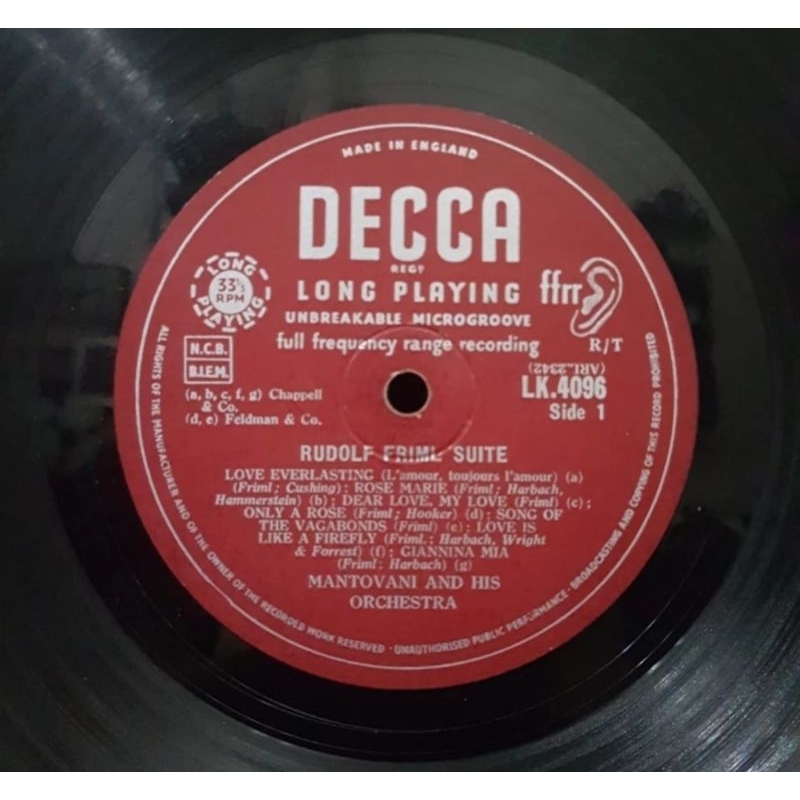 MADE IN ENGLAND
DECCA
REGD
LONG PLAYING
33⅓
RPM
LONG PLAYING
ffrr
UNBREAKABLE MICROGROOVE
full frequency range recording
R/T
N.C.B.
B.I.E.M.
(ARL.2342)
LK.4096
Side 1
(a, b, c, f, g) Chappell
& Co.
(d, e) Feldman & Co.
RUDOLF FRIML SUITE
LOVE EVERLASTING (L'amour, toujours l'amour) (a)
(Friml; Cushing): ROSE MARIE (Friml; Harbach,
Hammerstein) (b): DEAR LOVE, MY LOVE (Friml) (c):
ONLY A ROSE (Friml; Hooker) (d): SONG OF
THE VAGABONDS (Friml) (e): LOVE IS
LIKE A FIREFLY (Friml.: Harbach, Wright
& Forrest) (f): GIANNINA MIA
(Friml; Harbach) (g)
MANTOVANI AND HIS
ORCHESTRA
ALL RIGHTS OF THE MANUFACTURER AND OF THE OWNER OF THE RECORDED WORK RESERVED · UNAUTHORISED PUBLIC PERFORMANCE · BROADCASTING AND COPYING OF THIS RECORD PROHIBITED